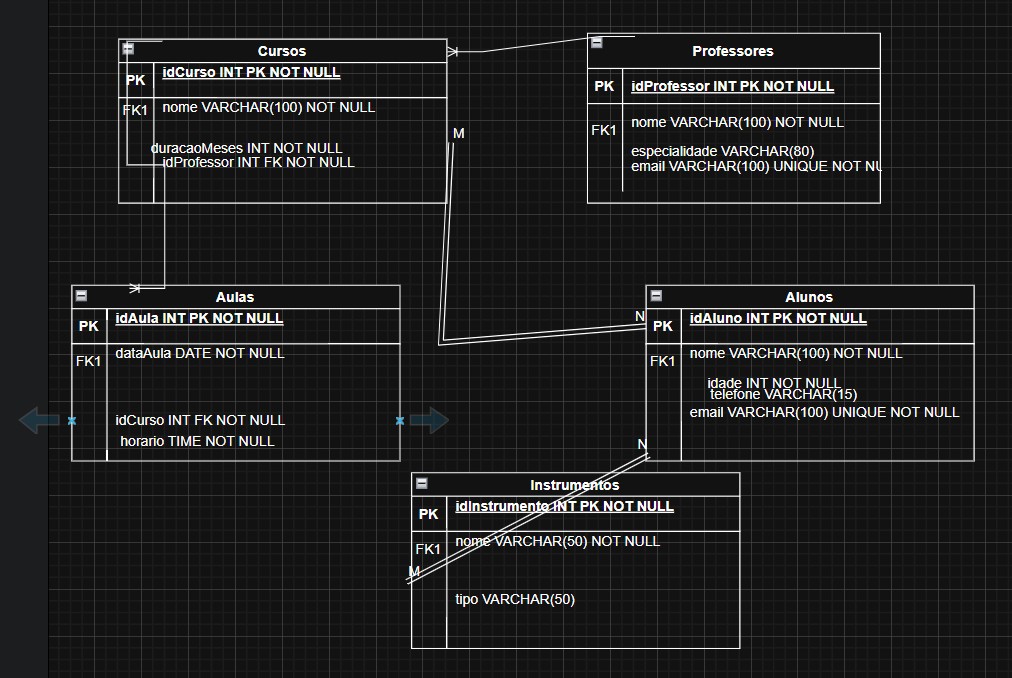 Cursos
PK
idCurso INT PK NOT NULL
FK1
nome VARCHAR(100) NOT NULL
duracaoMeses INT NOT NULL
idProfessor INT FK NOT NULL
Professores
PK
idProfessor INT PK NOT NULL
FK1
nome VARCHAR(100) NOT NULL
especialidade VARCHAR(80)
email VARCHAR(100) UNIQUE NOT NU
M
N
Aulas
PK
idAula INT PK NOT NULL
FK1
dataAula DATE NOT NULL
idCurso INT FK NOT NULL
horario TIME NOT NULL
Alunos
PK
idAluno INT PK NOT NULL
FK1
nome VARCHAR(100) NOT NULL
idade INT NOT NULL
telefone VARCHAR(15)
email VARCHAR(100) UNIQUE NOT NULL
N
Instrumentos
PK
idInstrumento INT PK NOT NULL
FK1
nome VARCHAR(50) NOT NULL
M
tipo VARCHAR(50)